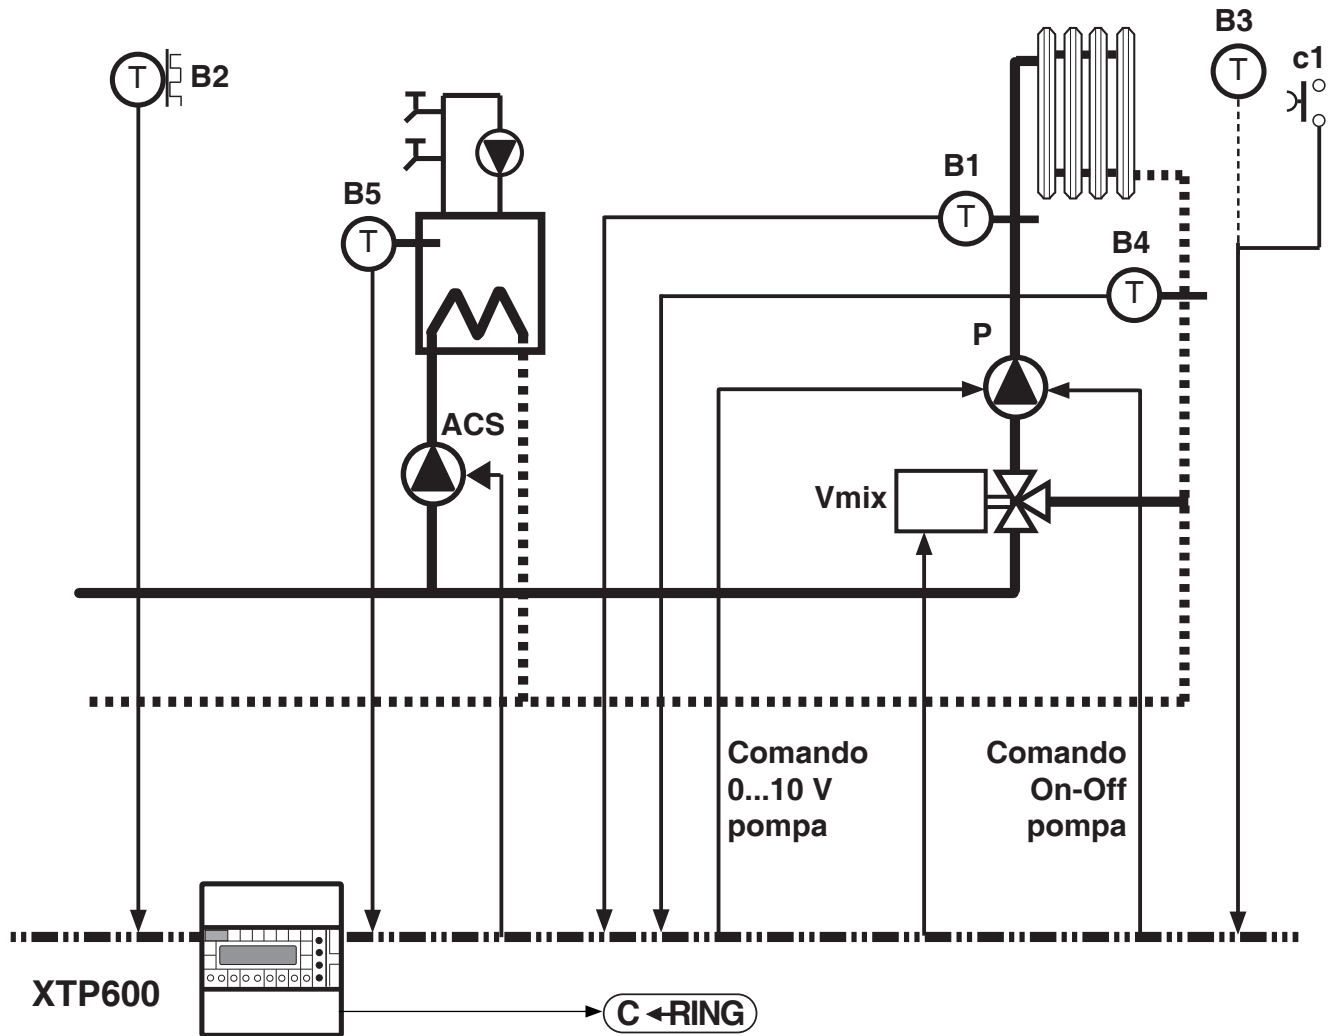 B3
c1
T
T
B2
B5
B1
T
T
B4
T
P
ACS
Vmix
Comando
0...10 V
pompa
Comando
On-Off
pompa
XTP600
C RING